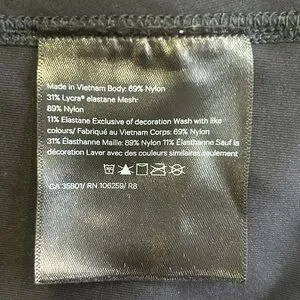 Made in Vietnam Body: 69% Nylon
31% Lycra® elastane Mesh:
89% Nylon
11% Elastane Exclusive of decoration Wash with like
colours/ Fabriqué au Vietnam Corps: 69% Nylon
31% Élasthanne Maille: 89% Nylon 11% Élasthanne Sauf la
décoration Laver avec des couleurs similaires seulement
CA 35801/ RN 106259/ R8